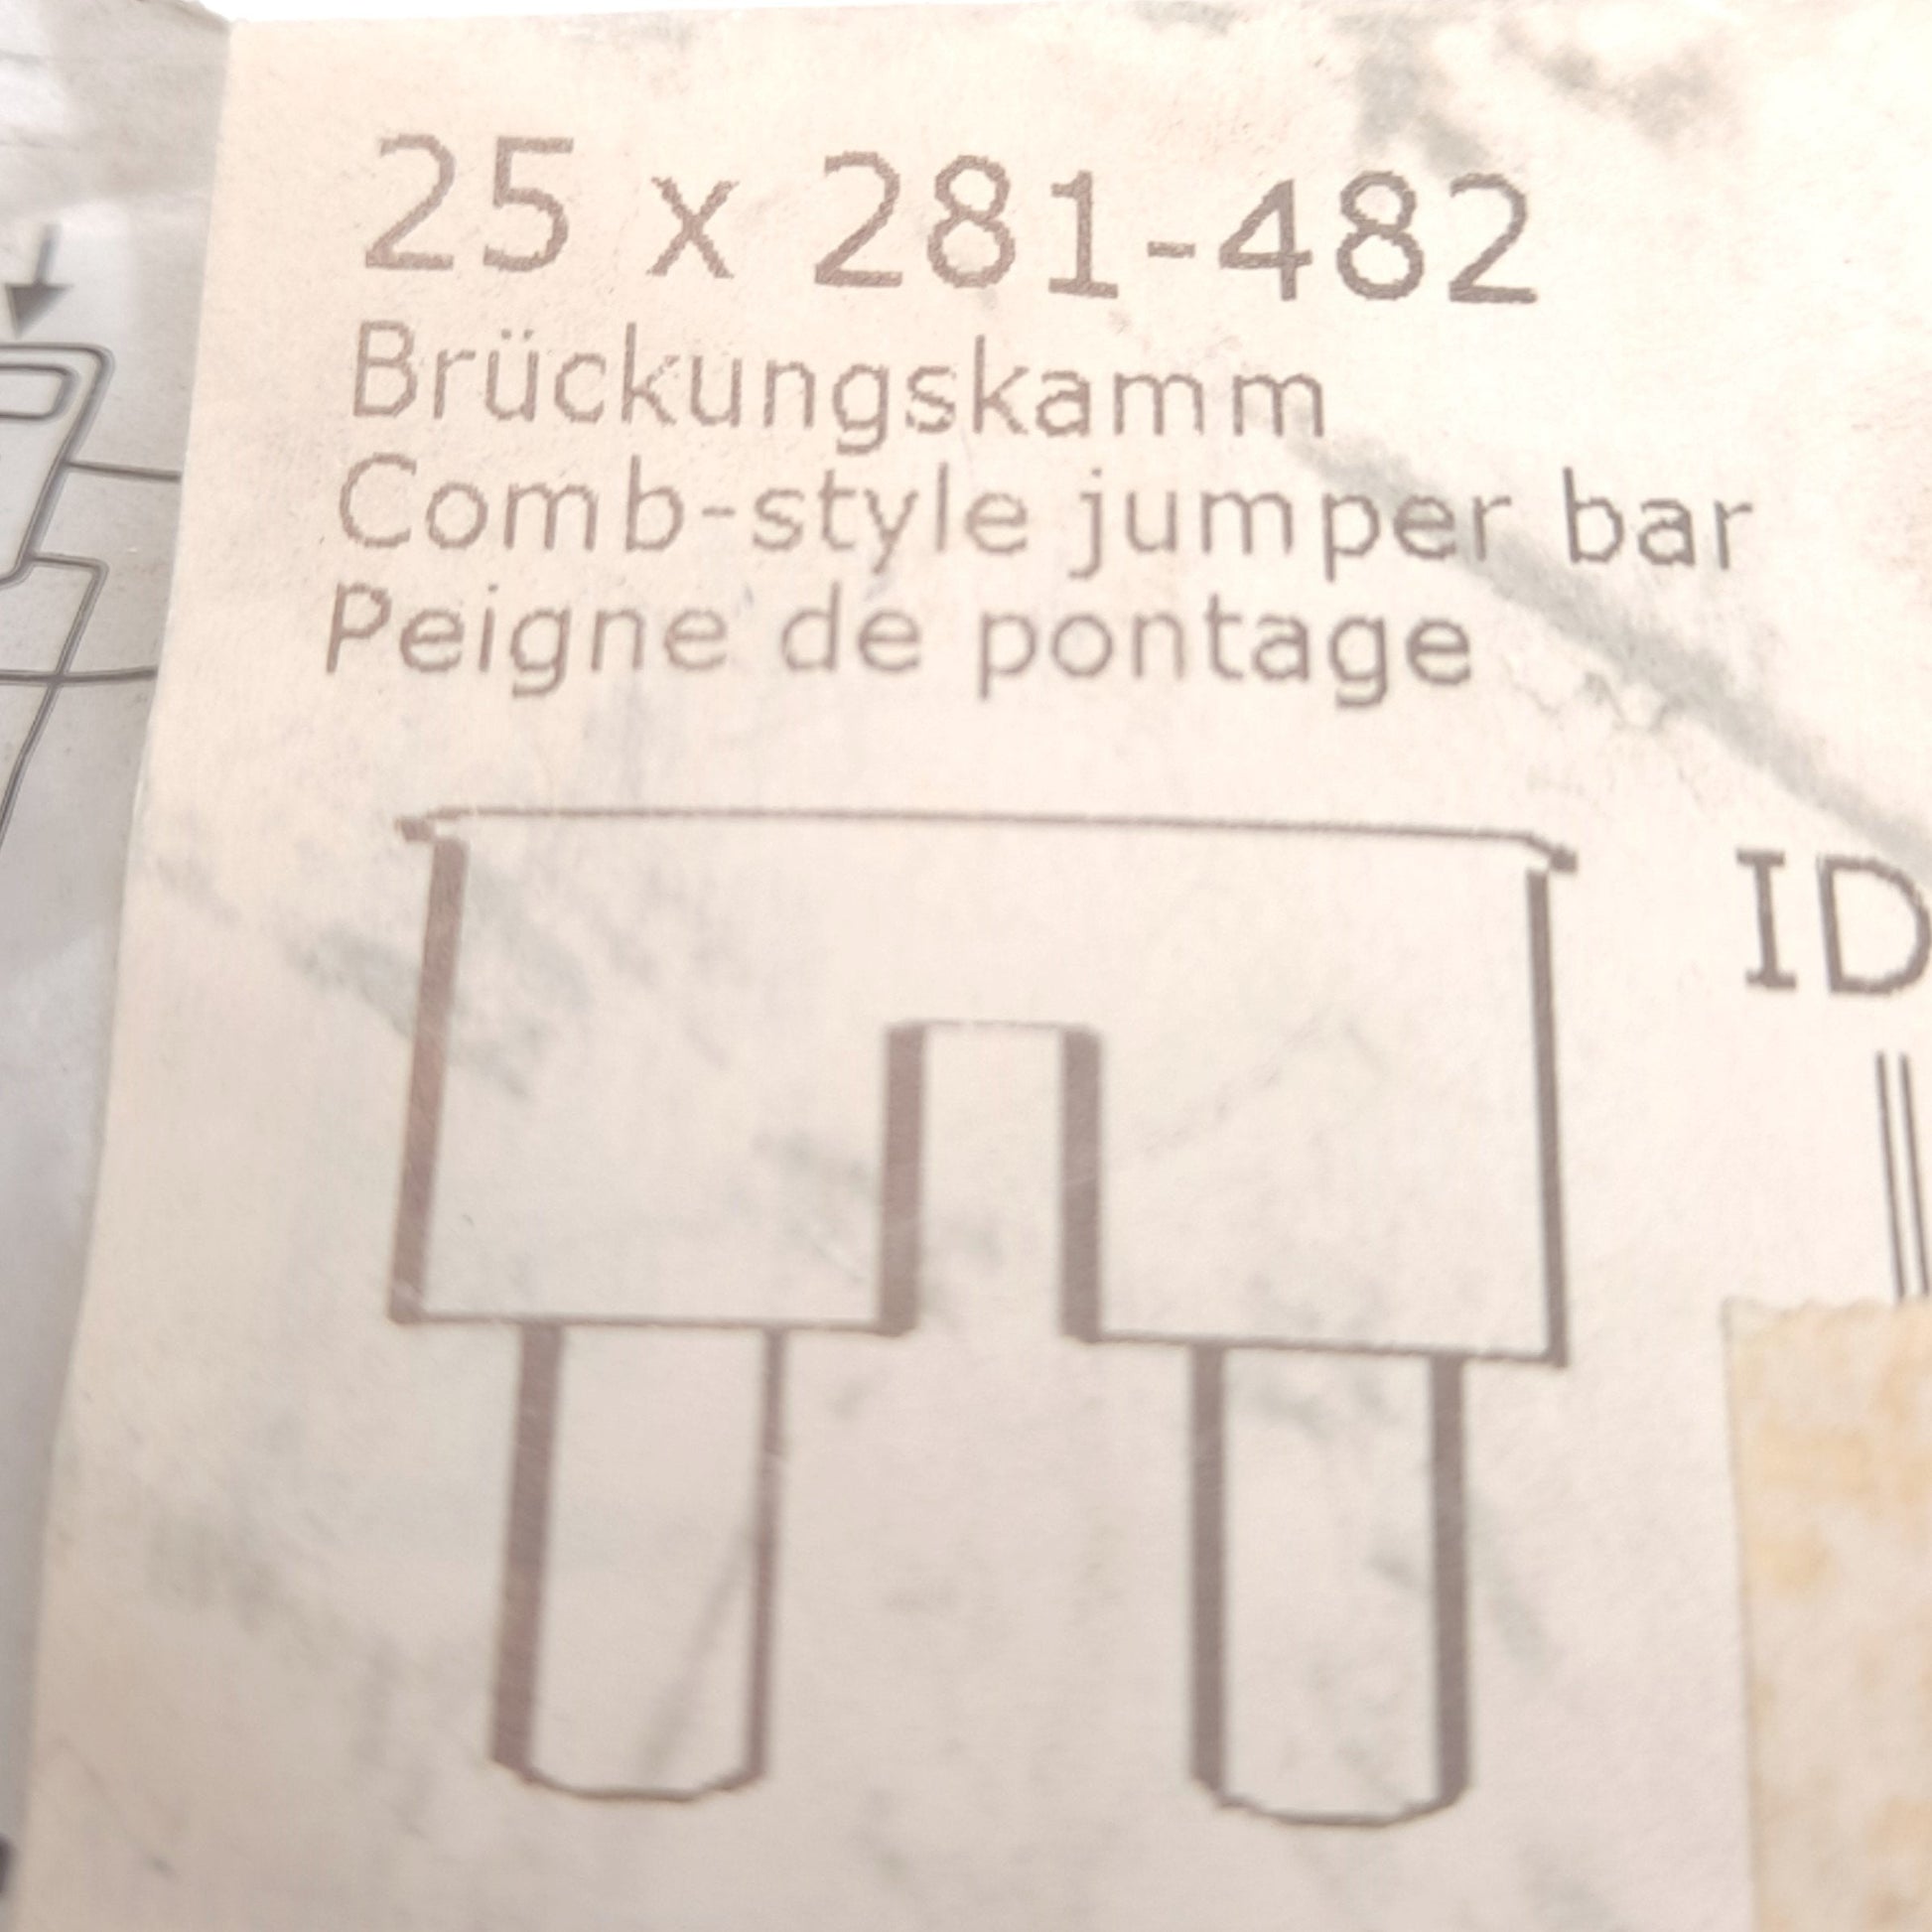 25 x 281-482
Brückungskamm
Comb-style jumper bar
Peigne de pontage
ID